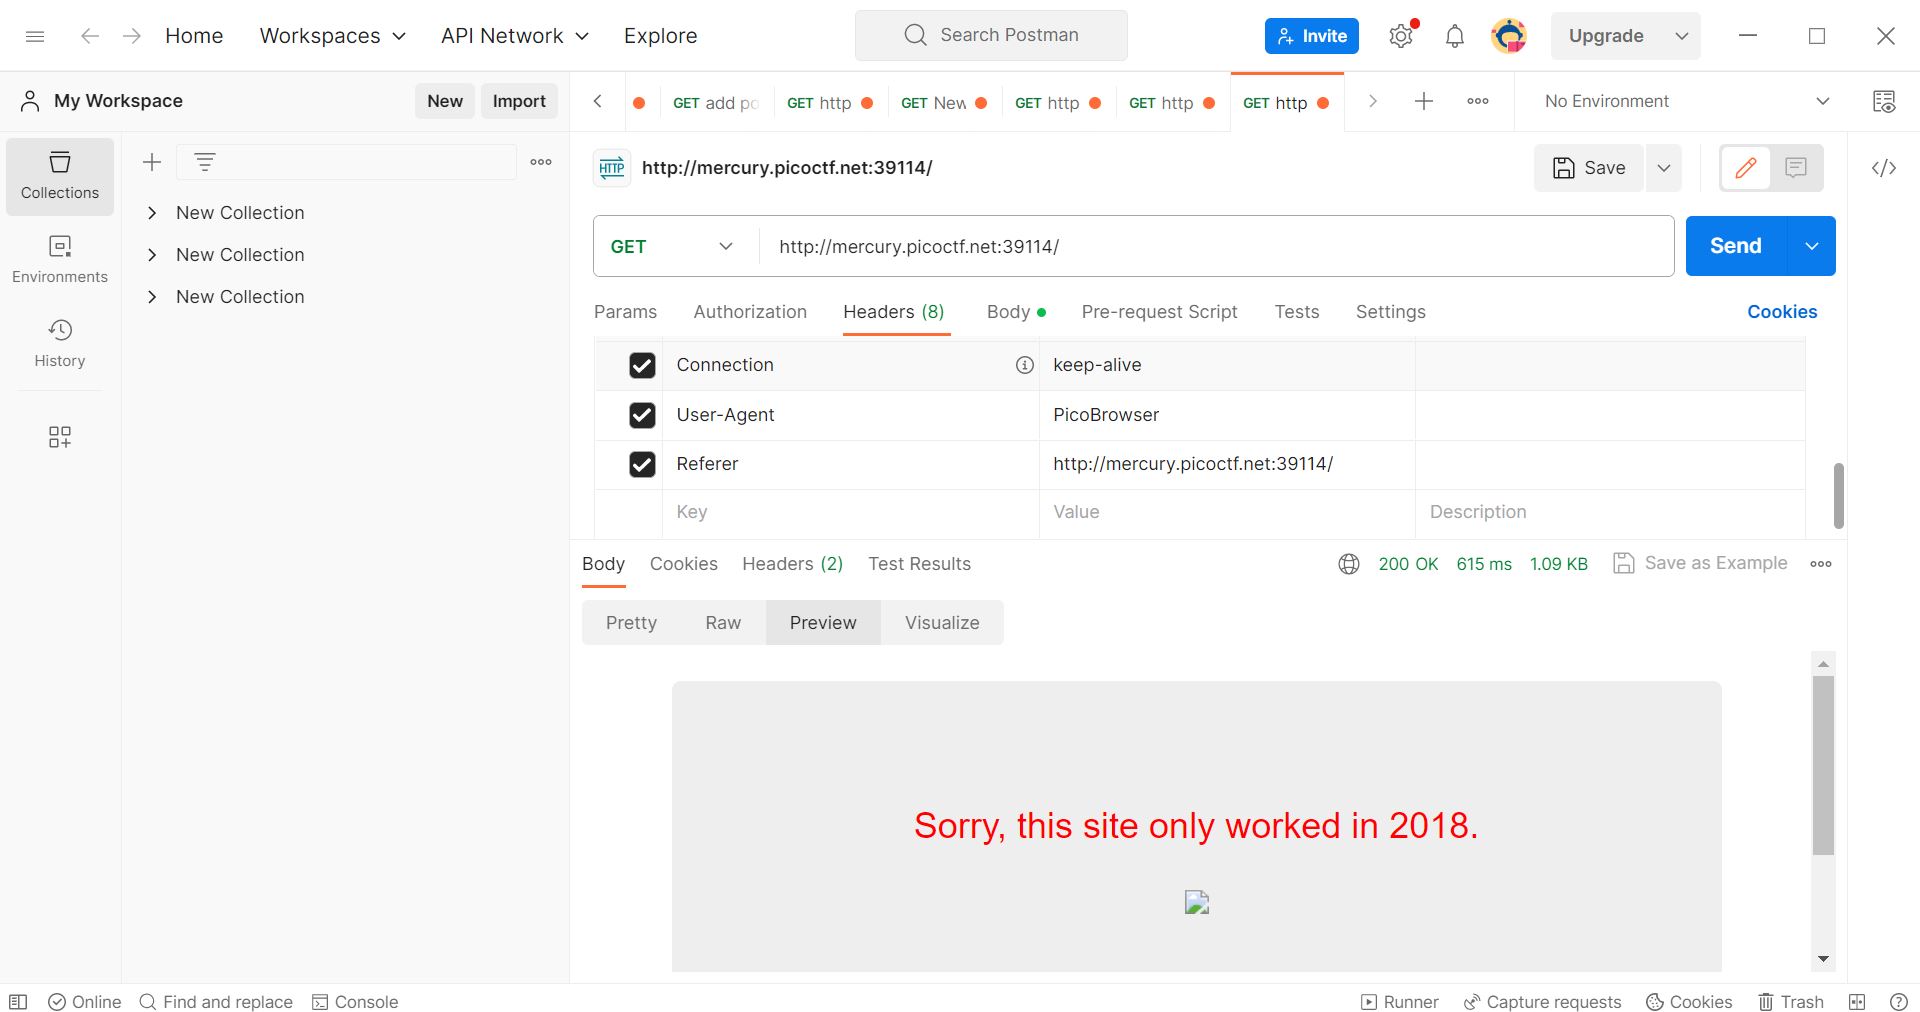 Home Workspaces API Network Explore Search Postman Invite Upgrade
My Workspace New Import GET add po GET http GET New GET http GET http GET http No Environment
Collections
Environments
History
New Collection
New Collection
New Collection
HTTP http://mercury.picoctf.net:39114/ Save
GET http://mercury.picoctf.net:39114/ Send
Params Authorization Headers (8) Body Pre-request Script Tests Settings Cookies
Connection keep-alive
User-Agent PicoBrowser
Referer http://mercury.picoctf.net:39114/
Key Value Description
Body Cookies Headers (2) Test Results 200 OK 615 ms 1.09 KB Save as Example
Pretty Raw Preview Visualize
Sorry, this site only worked in 2018.
Online Find and replace Console Runner Capture requests Cookies Trash